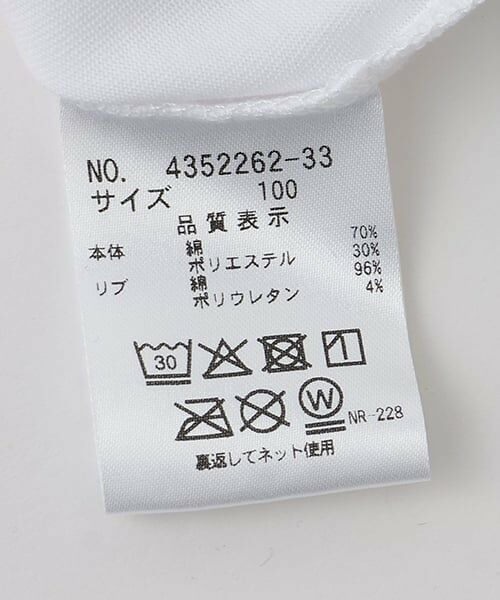 NO. 4352262-33
サイズ 100
品質表示
本体 綿 70%
ポリエステル 30%
リブ 綿 96%
ポリウレタン 4%
30
W
NR-228
裏返してネット使用